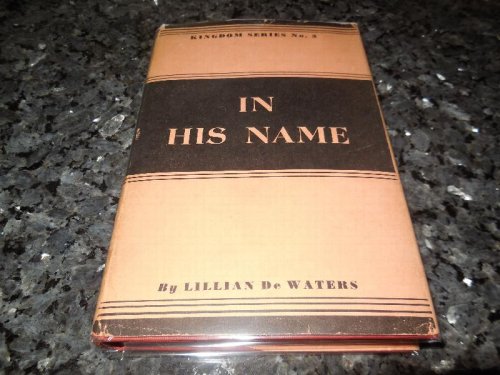 KINGDOM SERIES No. 3
IN
HIS NAME
By LILLIAN De WATERS